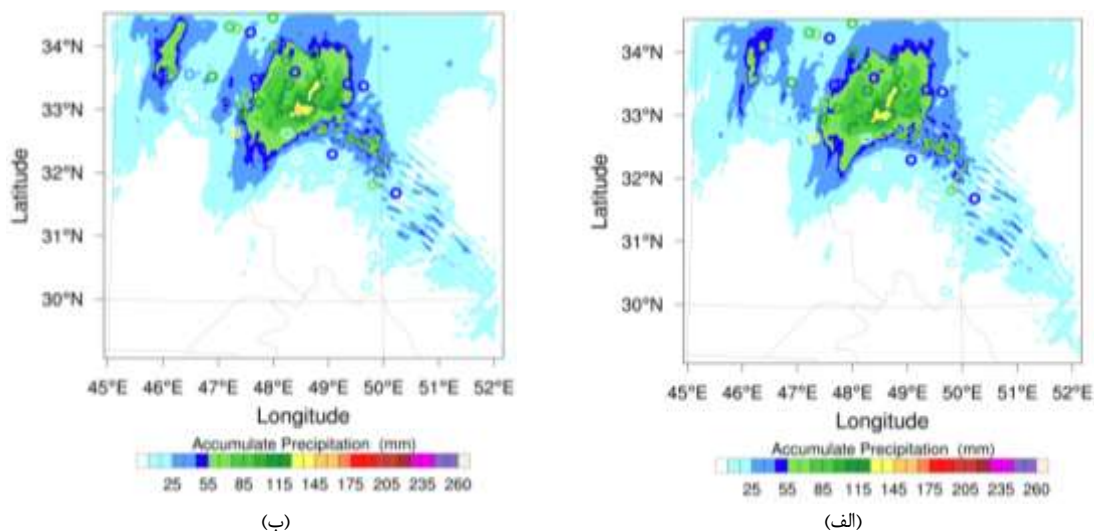 34°N
33°N
32°N
31°N
30°N
Latitude
45°E 46°E 47°E 48°E 49°E 50°E 51°E 52°E
Longitude
Accumulate Precipitation (mm)
25 55 85 115 145 175 205 235 260
(ب)
34°N
33°N
32°N
31°N
30°N
Latitude
45°E 46°E 47°E 48°E 49°E 50°E 51°E 52°E
Longitude
Accumulate Precipitation (mm)
25 55 85 115 145 175 205 235 260
(الف)